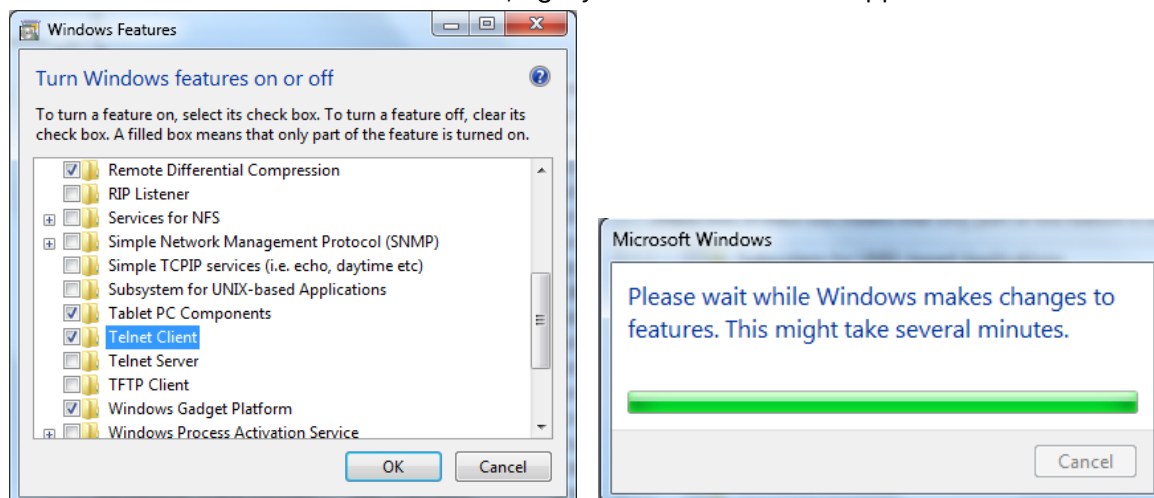 Windows Features
Turn Windows features on or off
To turn a feature on, select its check box. To turn a feature off, clear its
check box. A filled box means that only part of the feature is turned on.
Remote Differential Compression
RIP Listener
Services for NFS
Simple Network Management Protocol (SNMP)
Simple TCPIP services (i.e. echo, daytime etc)
Subsystem for UNIX-based Applications
Tablet PC Components
Telnet Client
Telnet Server
TFTP Client
Windows Gadget Platform
Windows Process Activation Service
OK
Cancel
Microsoft Windows
Please wait while Windows makes changes to
features. This might take several minutes.
Cancel